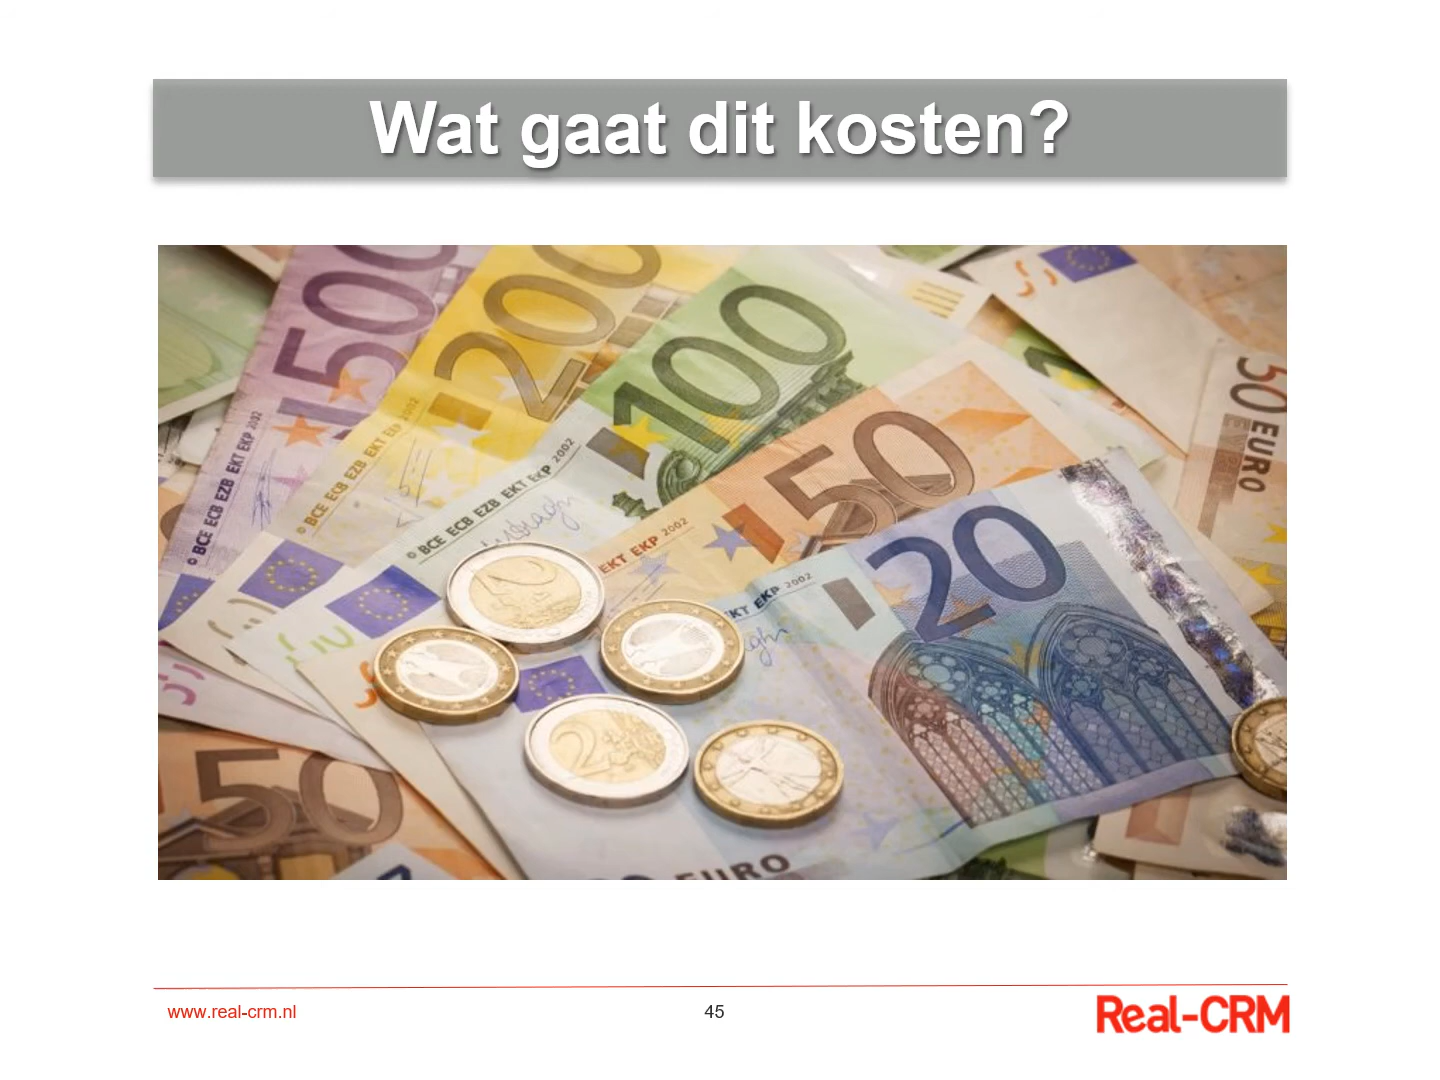 Wat gaat dit kosten?
500
200
100
50
20
50 EURO
© BCE ECB EZB EKT EKP 2002
© BCE ECB EZB EKT EKP 2002
© BCE ECB EZB EKT EKP 2002
EKT EKP 2002
EKT EKP 2002
2
2
50
EURO
www.real-crm.nl
45
Real-CRM